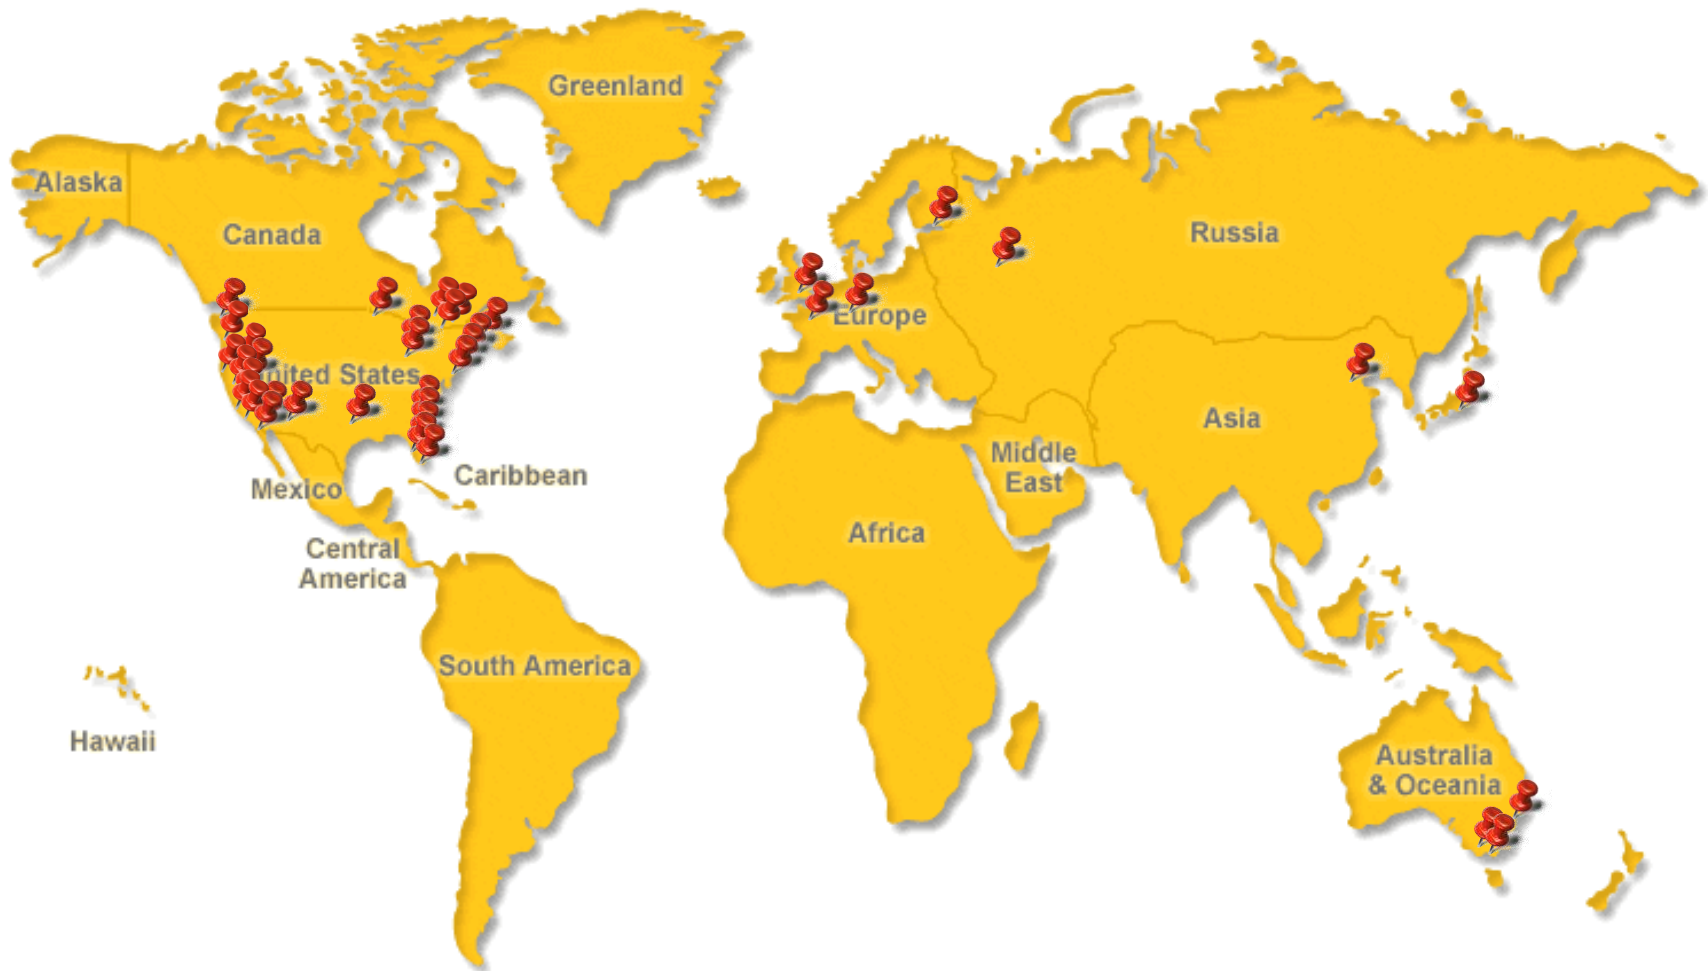 Greenland
Alaska
Canada
Russia
Europe
United States
Asia
Middle
East
Mexico
Caribbean
Africa
Central
America
South America
Hawaii
Australia
& Oceania